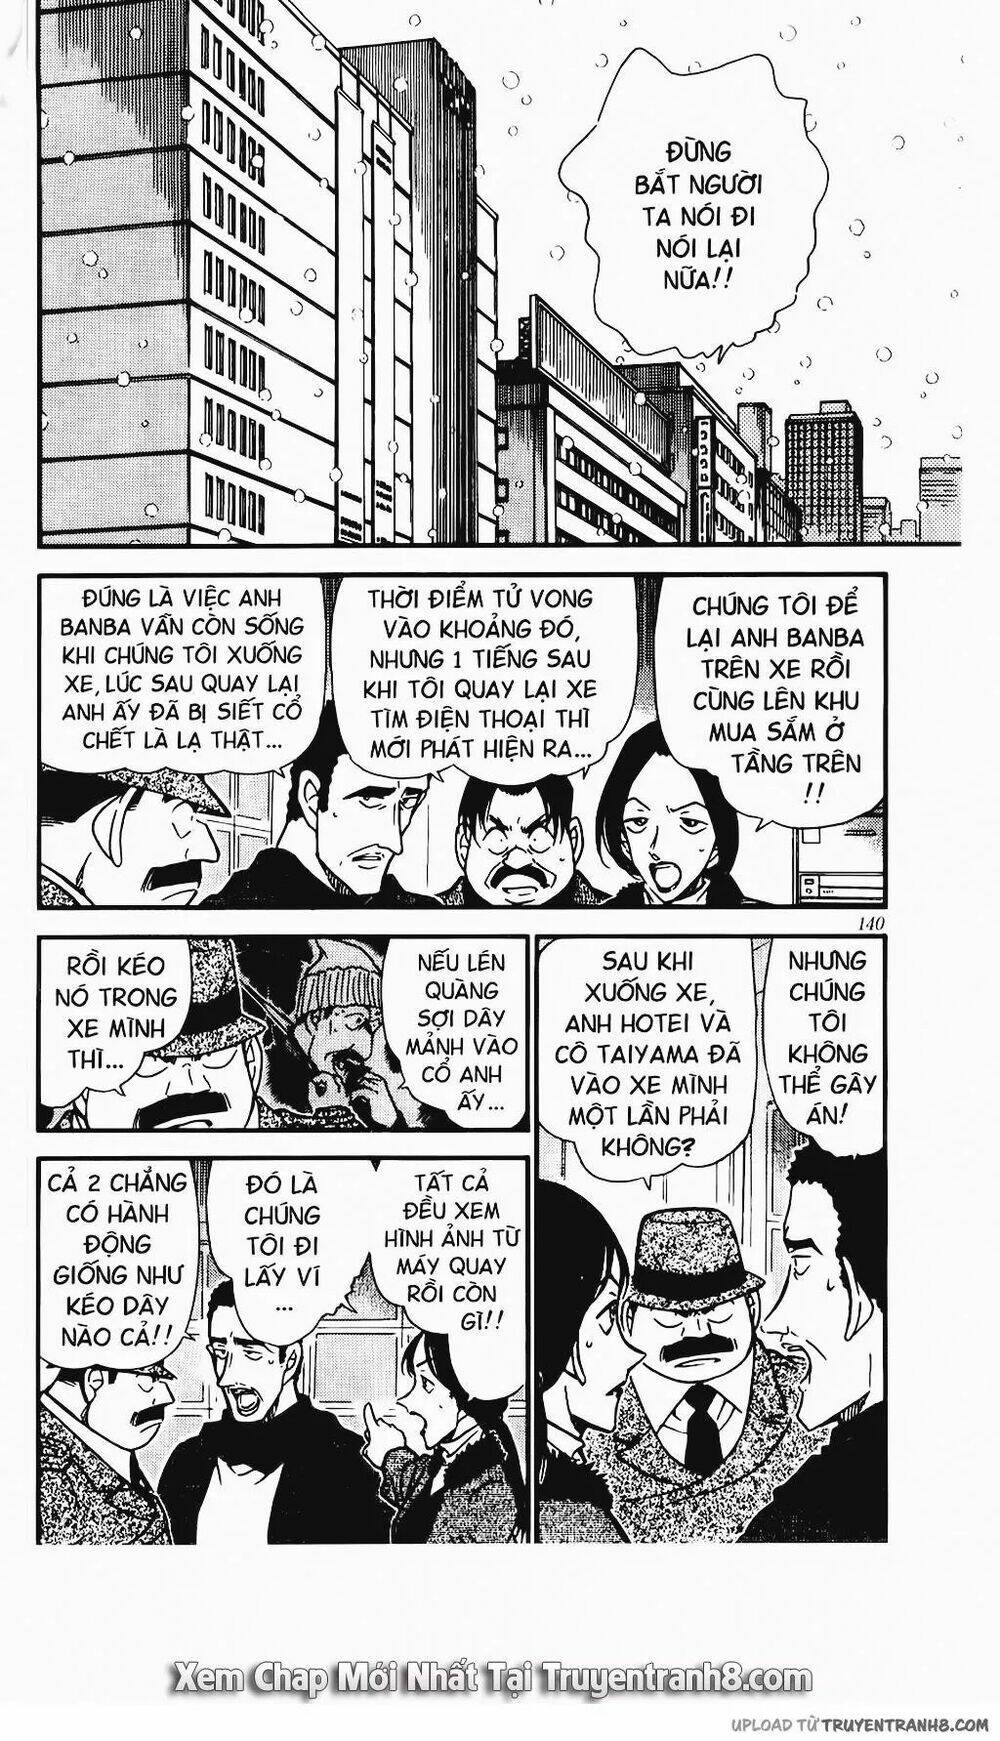 ĐỪNG
BẮT NGƯỜI
TA NÓI ĐI
NÓI LẠI
NỮA!!
CHÚNG TÔI ĐỂ
LẠI ANH BANBA
TRÊN XE RỒI
CÙNG LÊN KHU
MUA SẮM Ở
TẦNG TRÊN
!!
THỜI ĐIỂM TỬ VONG
VÀO KHOẢNG ĐÓ,
NHƯNG 1 TIẾNG SAU
KHI TÔI QUAY LẠI XE
TÌM ĐIỆN THOẠI THÌ
MỚI PHÁT HIỆN RA...
ĐÚNG LÀ VIỆC ANH
BANBA VẪN CÒN SỐNG
KHI CHÚNG TÔI XUỐNG
XE, LÚC SAU QUAY LẠI
ANH ẤY ĐÃ BỊ SIẾT CỔ
CHẾT LÀ LẠ THẬT...
140
NHƯNG
CHÚNG
TÔI
KHÔNG
THỂ GÂY
ÁN!
SAU KHI
XUỐNG XE,
ANH HOTEI VÀ
CÔ TAIYAMA ĐÃ
VÀO XE MÌNH
MỘT LẦN PHẢI
KHÔNG?
NẾU LÉN
QUÀNG
SỢI DÂY
MẢNH VÀO
CỔ ANH
ẤY...
RỒI KÉO
NÓ TRONG
XE MÌNH
THÌ...
TẤT CẢ
ĐỀU XEM
HÌNH ẢNH TỪ
MÁY QUAY
RỒI CÒN
GÌ!!
ĐÓ LÀ
CHÚNG
TÔI ĐI
LẤY VÍ
...
CẢ 2 CHẲNG
CÓ HÀNH
ĐỘNG
GIỐNG NHƯ
KÉO DÂY
NÀO CẢ!!
Xem Chap Mới Nhất Tại Truyentranh8.com
UPLOAD TỪ TRUYENTRANH8.COM